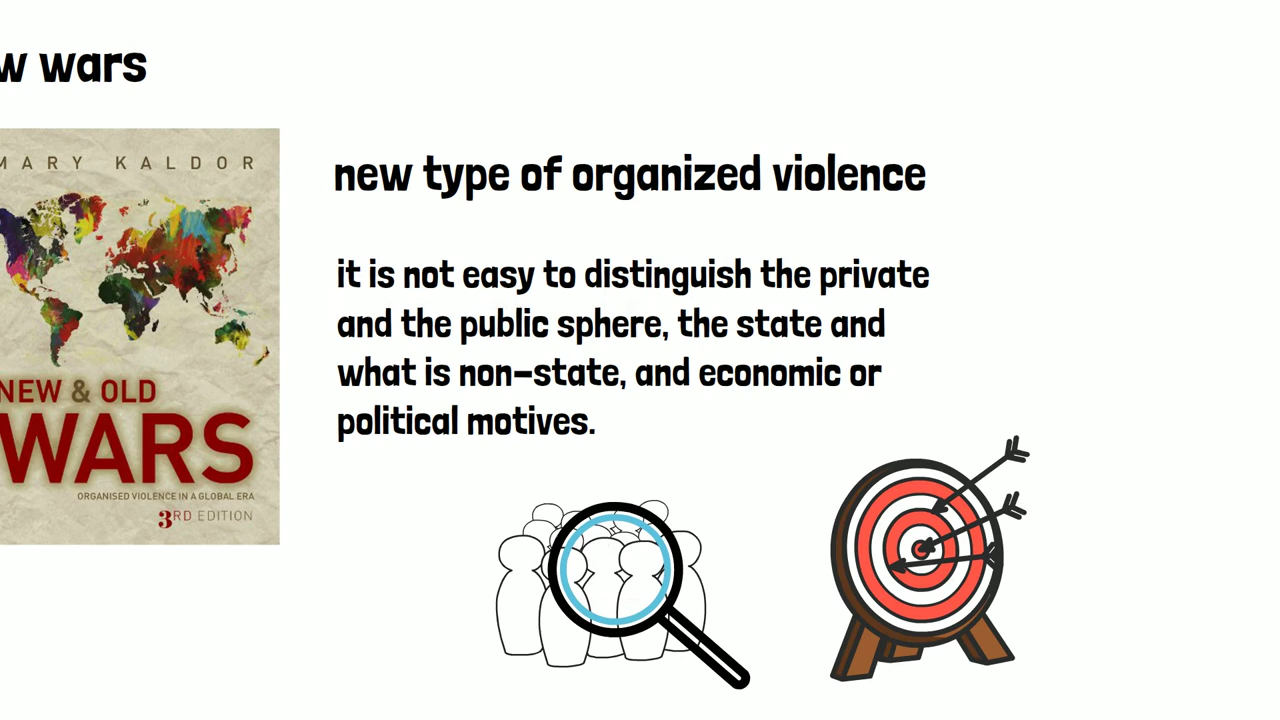 wars
MARY KALDOR
NEW & OLD
WARS
ORGANISED VIOLENCE IN A GLOBAL ERA
3RD EDITION
new type of organized violence
it is not easy to distinguish the private
and the public sphere, the state and
what is non-state, and economic or
political motives.